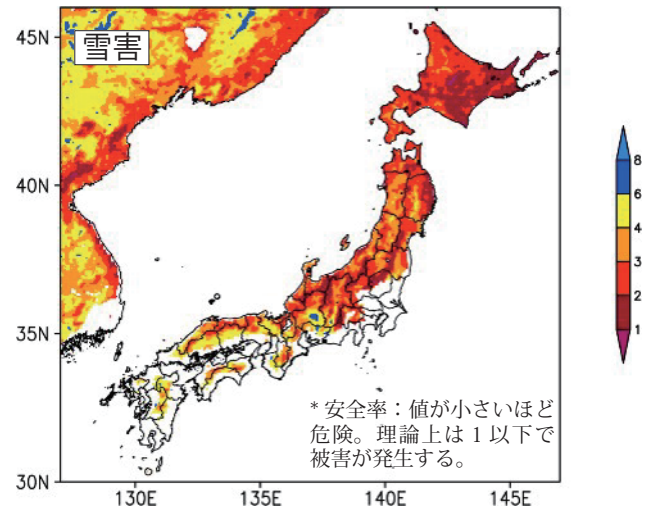 45N
雪害
40N
35N
30N
130E
135E
140E
145E
8
6
4
3
2
1
* 安全率：値が小さいほど
危険。理論上は 1 以下で
被害が発生する。